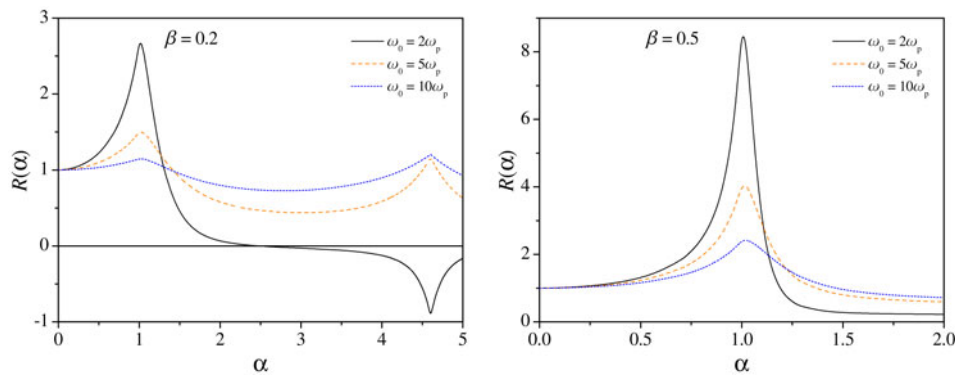 β = 0.2
ω₀ = 2ωₚ
ω₀ = 5ωₚ
ω₀ = 10ωₚ
R(α)
3
2
1
0
-1
0 1 2 3 4 5
α
β = 0.5
ω₀ = 2ωₚ
ω₀ = 5ωₚ
ω₀ = 10ωₚ
R(α)
8
6
4
2
0
0.0 0.5 1.0 1.5 2.0
α